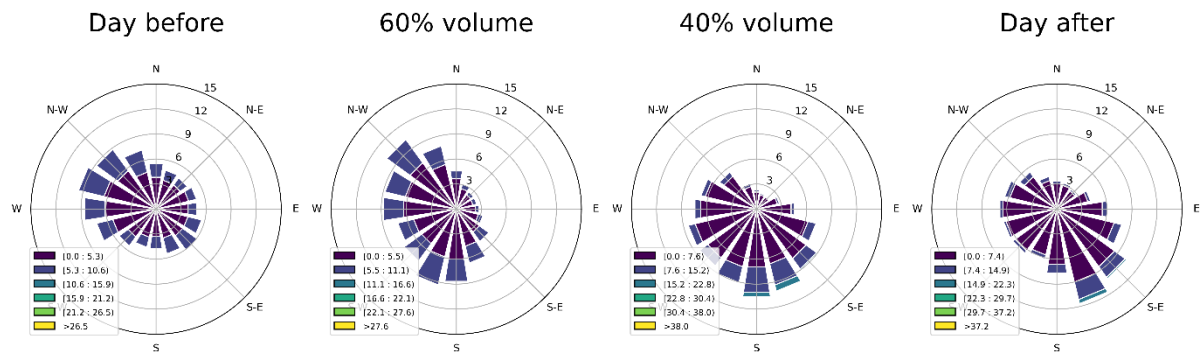 Day before
60% volume
40% volume
Day after
N
N-W
N-E
W
E
S-W
S-E
S
3
6
9
12
15
[0.0 : 5.3)
[5.3 : 10.6)
[10.6 : 15.9)
[15.9 : 21.2)
[21.2 : 26.5)
>26.5
N
N-W
N-E
W
E
S-W
S-E
S
3
6
9
12
15
[0.0 : 5.5)
[5.5 : 11.1)
[11.1 : 16.6)
[16.6 : 22.1)
[22.1 : 27.6)
>27.6
N
N-W
N-E
W
E
S-W
S-E
S
3
6
9
12
15
[0.0 : 7.6)
[7.6 : 15.2)
[15.2 : 22.8)
[22.8 : 30.4)
[30.4 : 38.0)
>38.0
N
N-W
N-E
W
E
S-W
S-E
S
3
6
9
12
15
[0.0 : 7.4)
[7.4 : 14.9)
[14.9 : 22.3)
[22.3 : 29.7)
[29.7 : 37.2)
>37.2